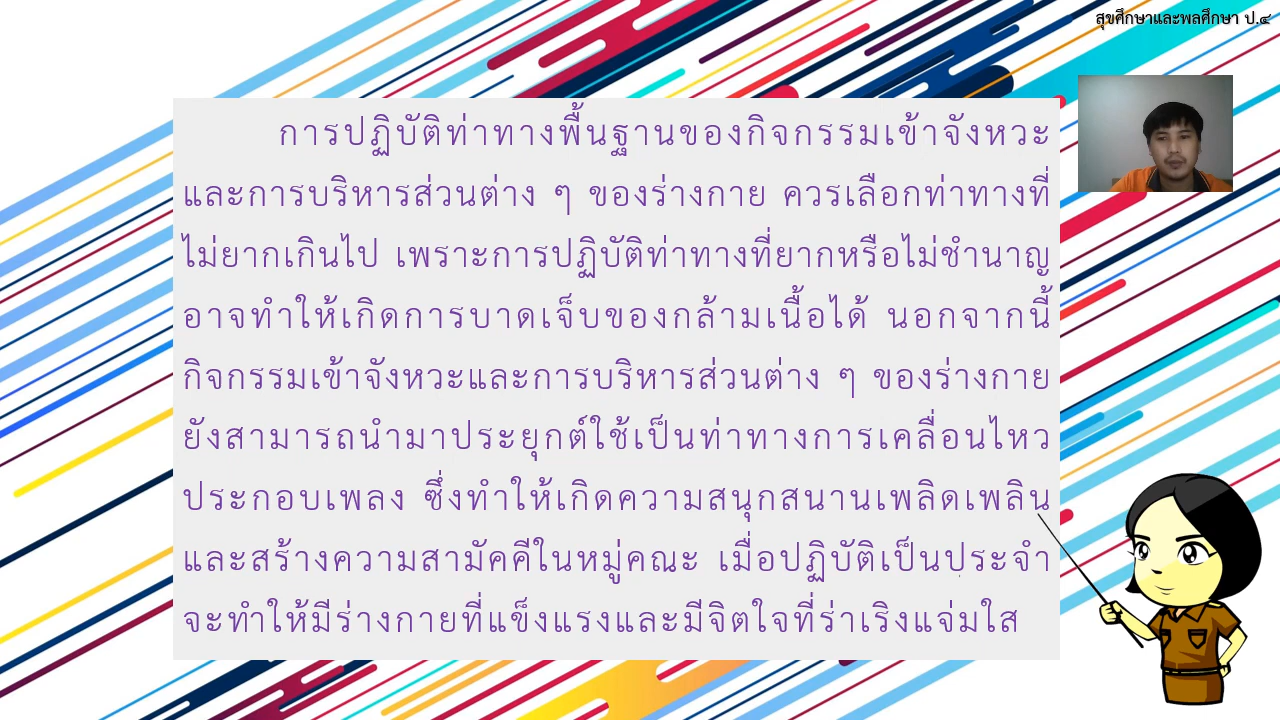 สุขศึกษาและพลศึกษา ป.๔
การปฏิบัติท่าทางพื้นฐานของกิจกรรมเข้าจังหวะ
และการบริหารส่วนต่าง ๆ ของร่างกาย ควรเลือกท่าทางที่
ไม่ยากเกินไป เพราะการปฏิบัติท่าทางที่ยากหรือไม่ชำนาญ
อาจทำให้เกิดการบาดเจ็บของกล้ามเนื้อได้ นอกจากนี้
กิจกรรมเข้าจังหวะและการบริหารส่วนต่าง ๆ ของร่างกาย
ยังสามารถนำมาประยุกต์ใช้เป็นท่าทางการเคลื่อนไหว
ประกอบเพลง ซึ่งทำให้เกิดความสนุกสนานเพลิดเพลิน
และสร้างความสามัคคีในหมู่คณะ เมื่อปฏิบัติเป็นประจำ
จะทำให้มีร่างกายที่แข็งแรงและมีจิตใจที่ร่าเริงแจ่มใส